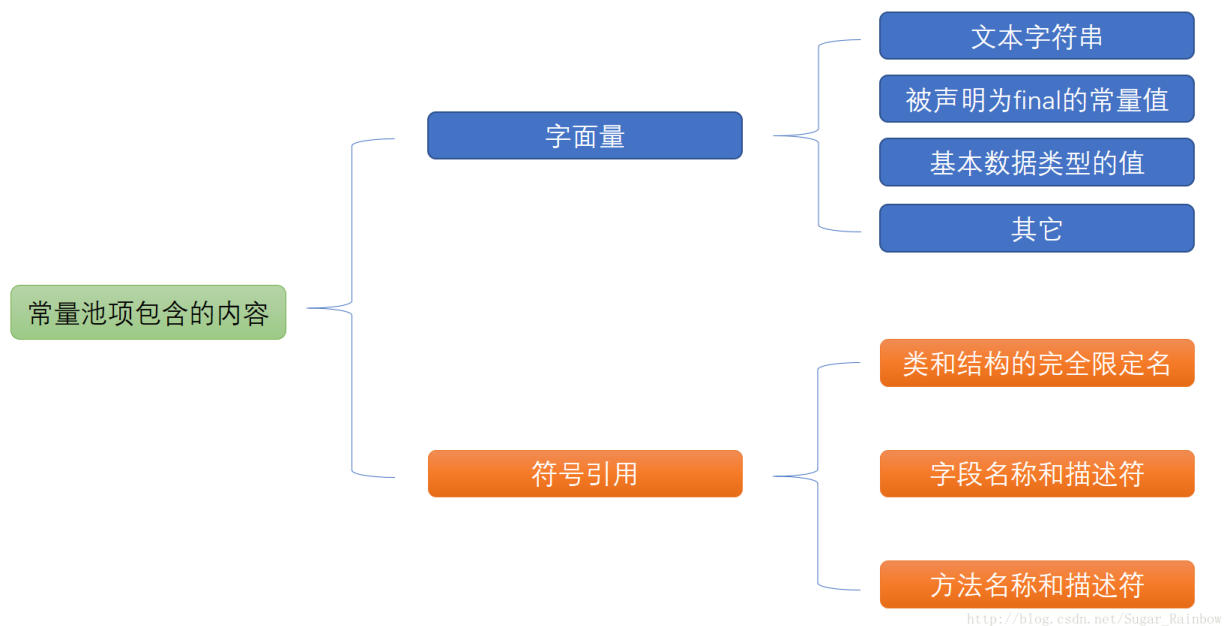 常量池项包含的内容
字面量
文本字符串
被声明为final的常量值
基本数据类型的值
其它
符号引用
类和结构的完全限定名
字段名称和描述符
方法名称和描述符
http://blog.csdn.net/Sugar_Rainbow